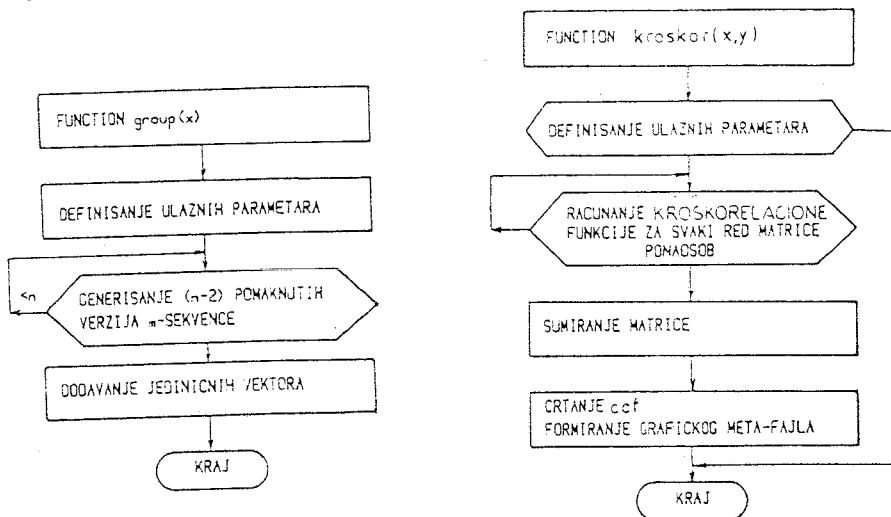 FUNCTION group(x)
DEFINISANJE ULAZNIH PARAMETARA
<n
GENERISANJE (n-2) POMAKNUTIH
VERZIJA m-SEKVENCE
DODAVANJE JEDINICNIH VEKTORA
KRAJ
FUNCTION kroskor(x,y)
DEFINISANJE ULAZNIH PARAMETARA
RACUNANJE KROSKORELACIONE
FUNKCIJE ZA SVAKI RED MATRICE
PONAOSOB
SUMIRANJE MATRICE
CRTANJE ccf
FORMIRANJE GRAFICKOG META-FAJLA
KRAJ